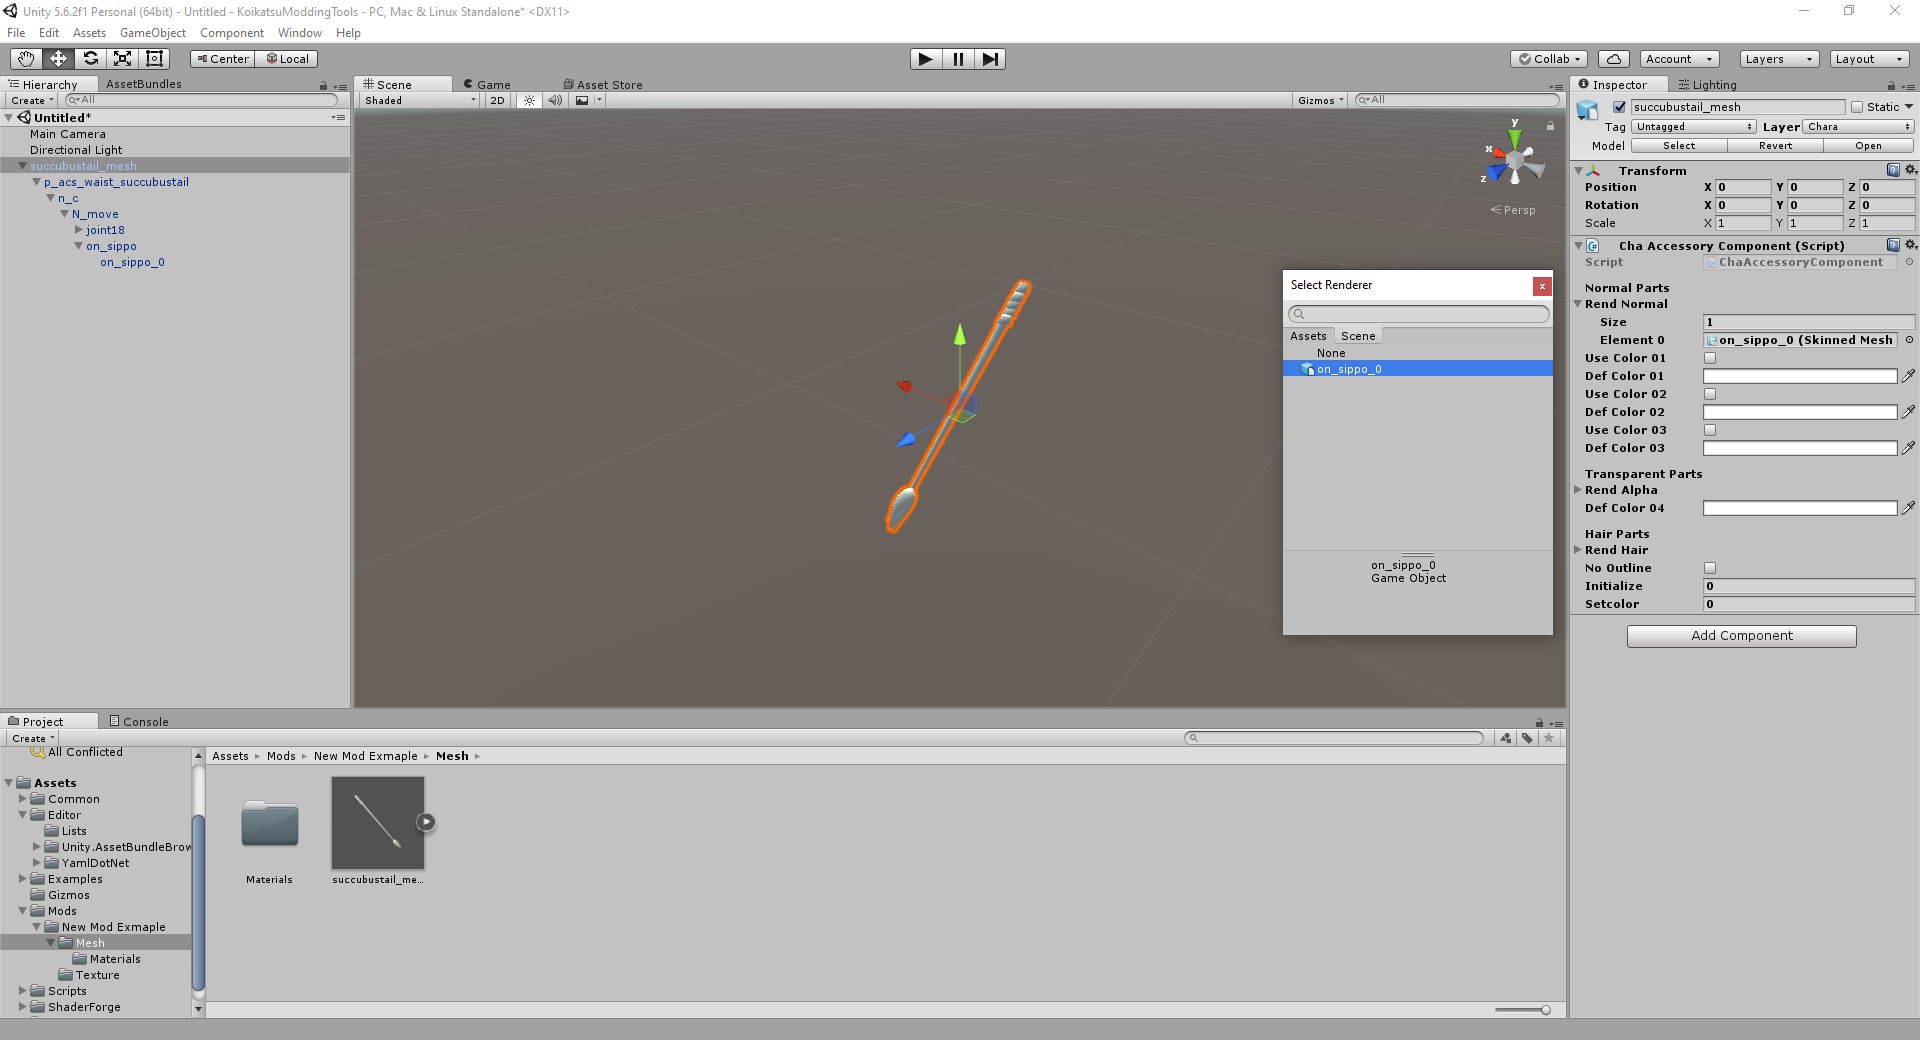 Unity 5.6.2f1 Personal (64bit) - Untitled - KoikatsuModdingTools - PC, Mac & Linux Standalone* <DX11>
File Edit Assets GameObject Component Window Help
Center Local
Collab Account Layers Layout
Hierarchy AssetBundles
Create All
Untitled*
Main Camera
Directional Light
succubustail_mesh
p_acs_waist_succubustail
n_c
N_move
joint18
on_sippo
on_sippo_0
Scene Game Asset Store
Shaded 2D Gizmos All
y
x
z
Persp
Select Renderer
x
Assets Scene
None
on_sippo_0
on_sippo_0
Game Object
Inspector Lighting
succubustail_mesh Static
Tag Untagged Layer Chara
Model Select Revert Open
Transform
Position X 0 Y 0 Z 0
Rotation X 0 Y 0 Z 0
Scale X 1 Y 1 Z 1
Cha Accessory Component (Script)
Script ChaAccessoryComponent
Normal Parts
Rend Normal
Size 1
Element 0 on_sippo_0 (Skinned Mesh
Use Color 01
Def Color 01
Use Color 02
Def Color 02
Use Color 03
Def Color 03
Transparent Parts
Rend Alpha
Def Color 04
Hair Parts
Rend Hair
No Outline
Initialize 0
Setcolor 0
Add Component
Project Console
Create
All Conflicted
Assets
Common
Editor
Lists
Unity.AssetBundleBrow
YamlDotNet
Examples
Gizmos
Mods
New Mod Exmaple
Mesh
Materials
Texture
Scripts
ShaderForge
Assets Mods New Mod Exmaple Mesh
Materials
succubustail_me...